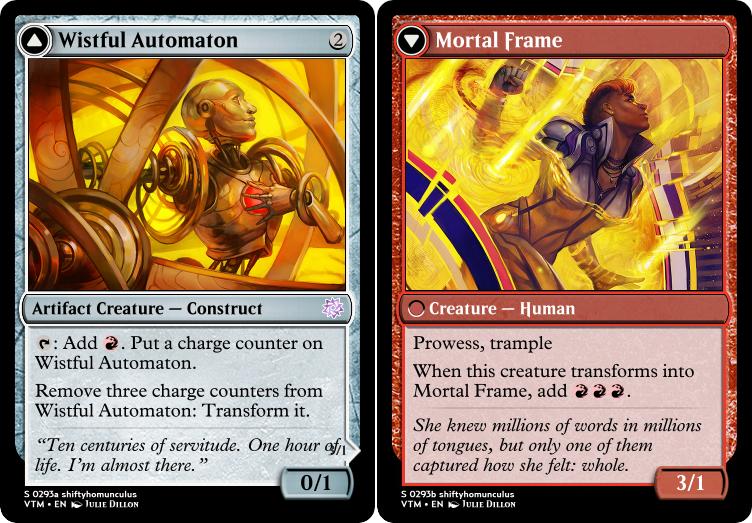 Wistful Automaton 2
Artifact Creature — Construct
: Add . Put a charge counter on
Wistful Automaton.
Remove three charge counters from
Wistful Automaton: Transform it.
“Ten centuries of servitude. One hour of
life. I'm almost there.”
3/1
0/1
S 0293a shiftyhomunculus
VTM • EN JULIE DILLON
Mortal Frame
Creature — Human
Prowess, trample
When this creature transforms into
Mortal Frame, add .
She knew millions of words in millions
of tongues, but only one of them
captured how she felt: whole.
3/1
S 0293b shiftyhomunculus
VTM • EN JULIE DILLON